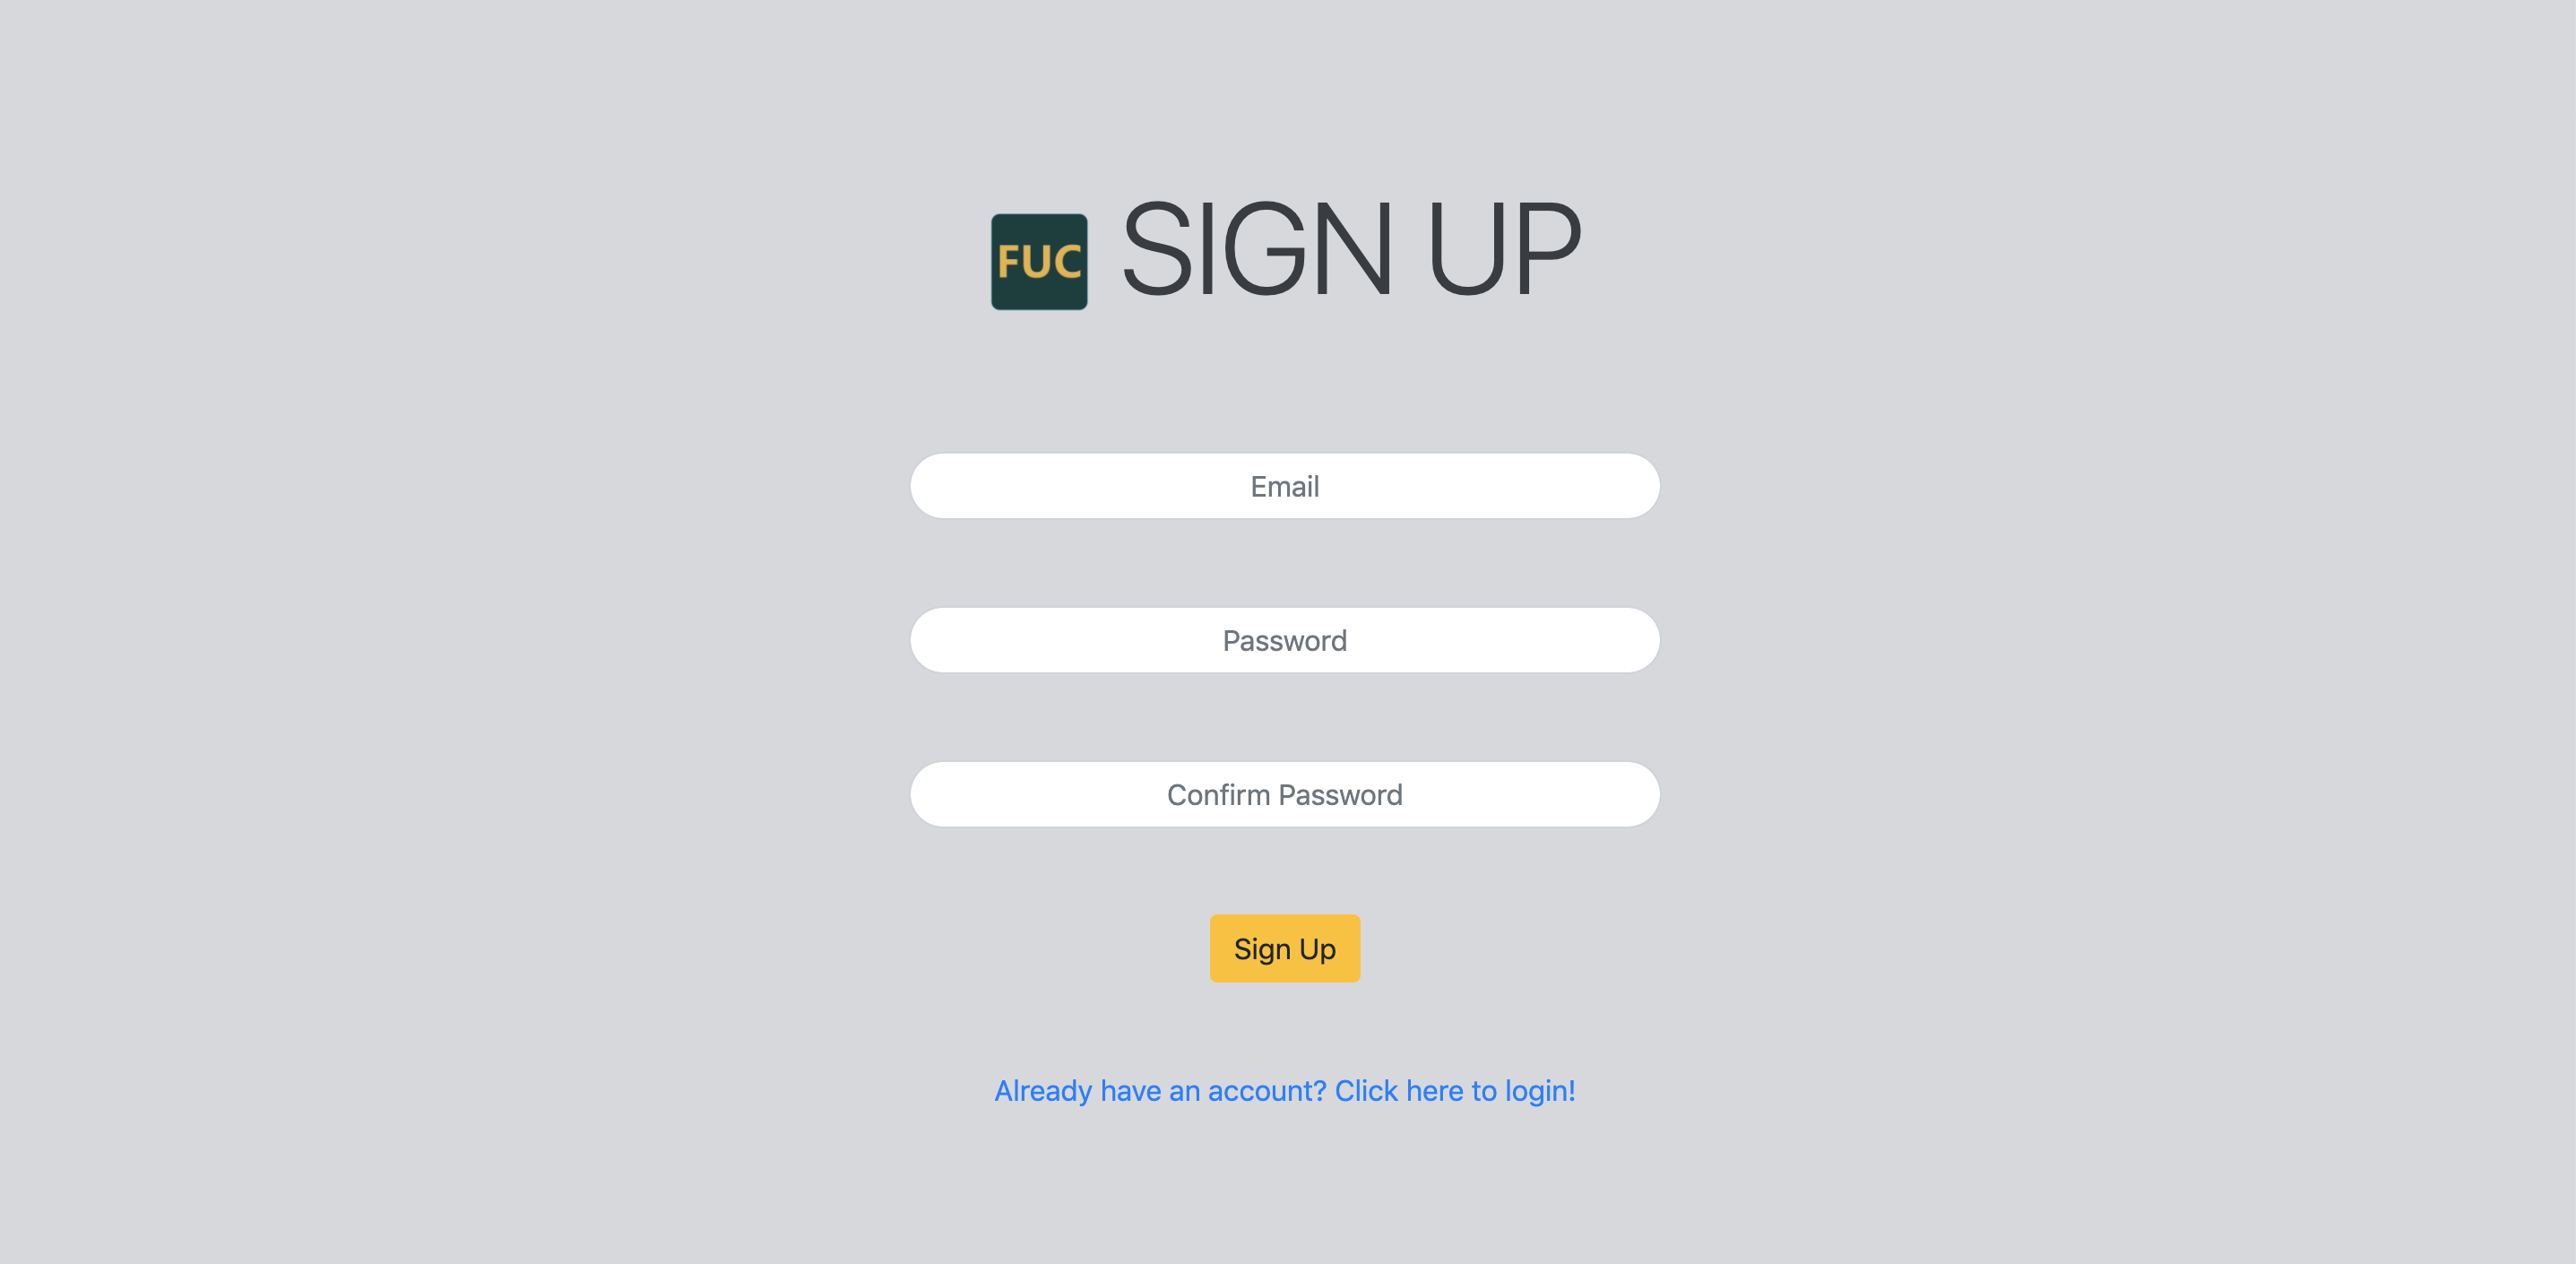 FUC SIGN UP
Email
Password
Confirm Password
Sign Up
Already have an account? Click here to login!